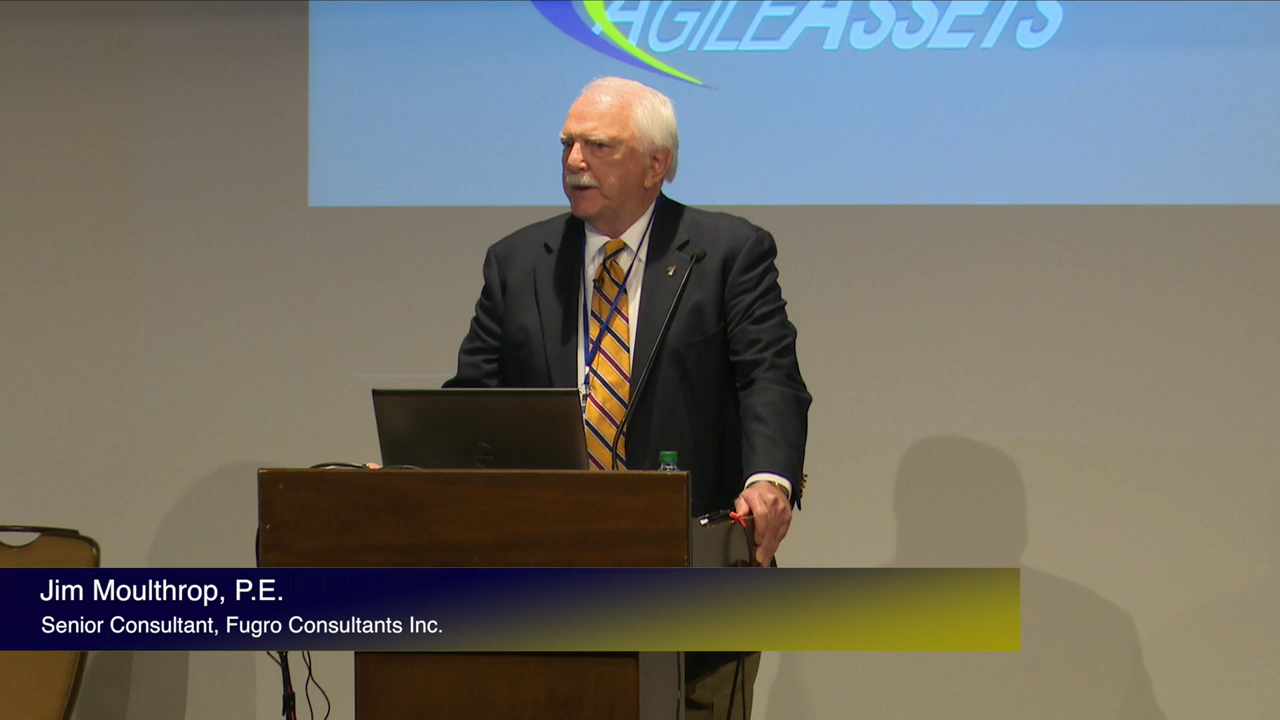 AGILEASSETS
Jim Moulthrop, P.E.
Senior Consultant, Fugro Consultants Inc.